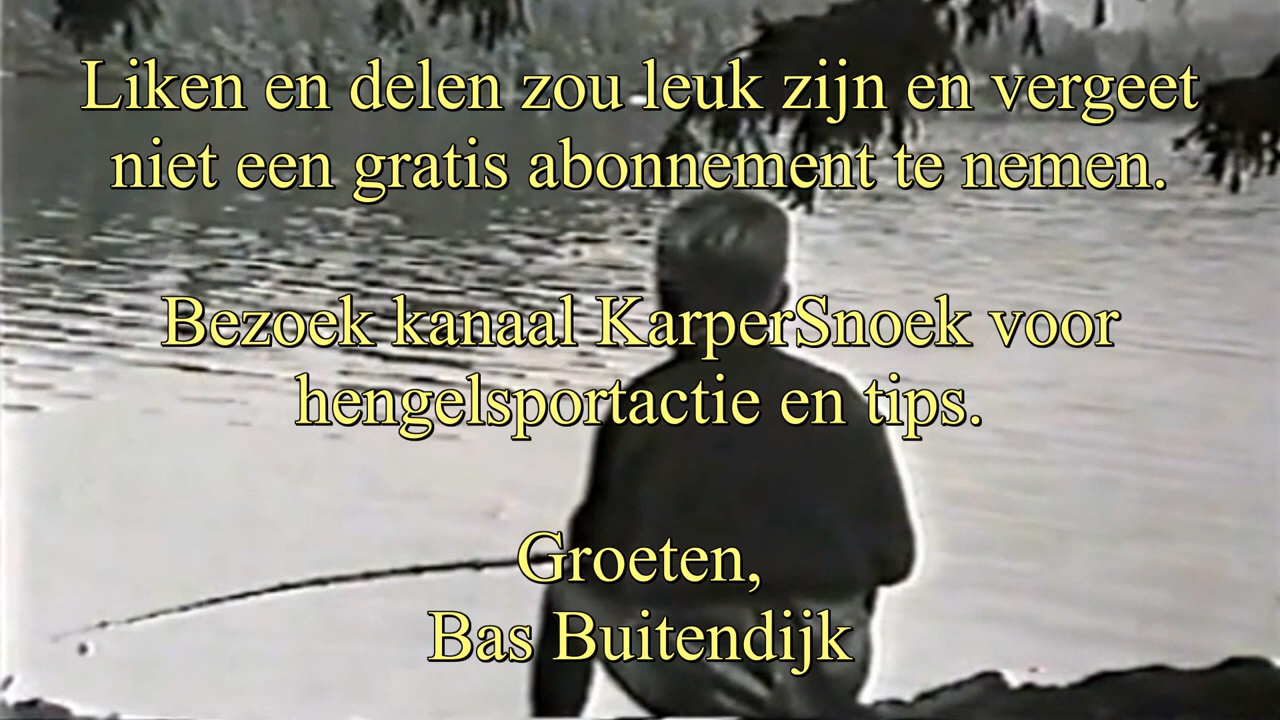 Liken en delen zou leuk zijn en vergeet
niet een gratis abonnement te nemen.
Bezoek kanaal KarperSnoek voor
hengelsportactie en tips.
Groeten,
Bas Buitendijk